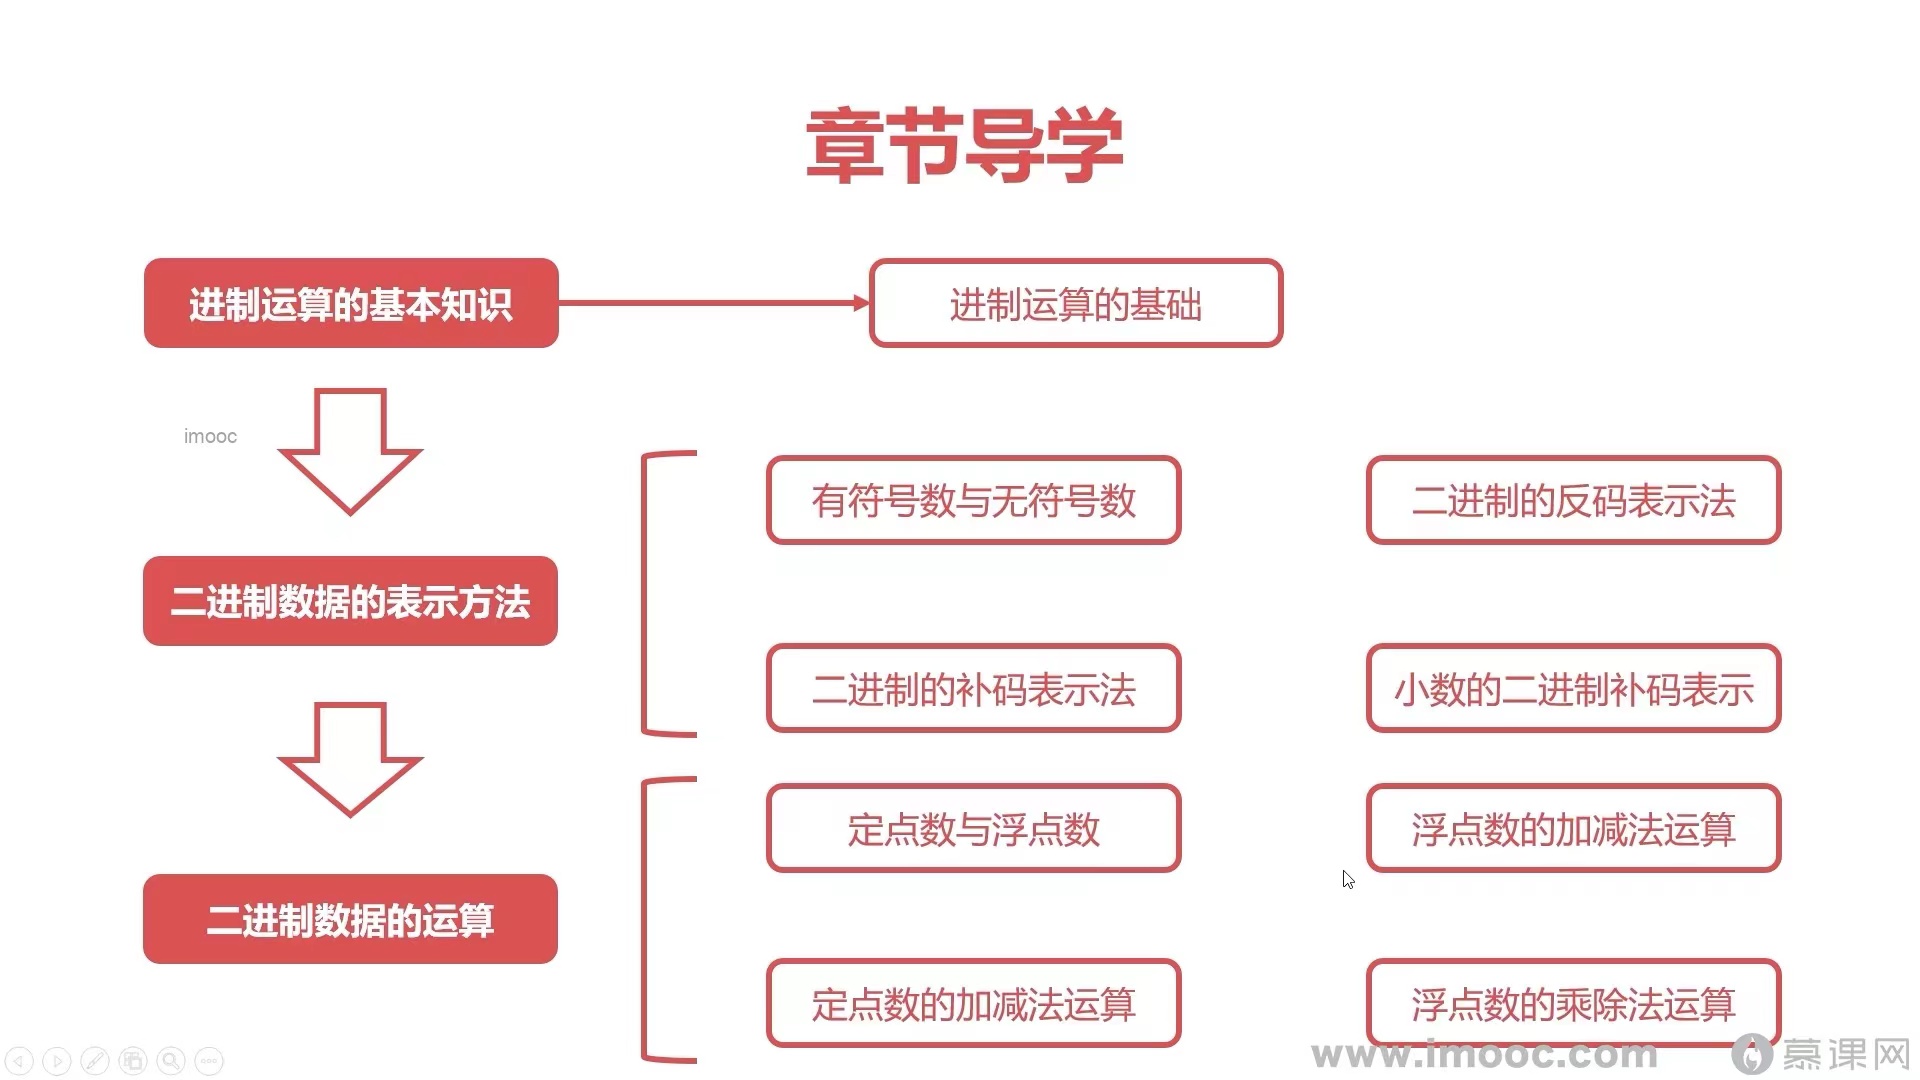 章节导学
进制运算的基本知识
进制运算的基础
imooc
有符号数与无符号数
二进制的反码表示法
二进制数据的表示方法
二进制的补码表示法
小数的二进制补码表示
定点数与浮点数
浮点数的加减法运算
二进制数据的运算
定点数的加减法运算
浮点数的乘除法运算
www.imooc.com
慕课网